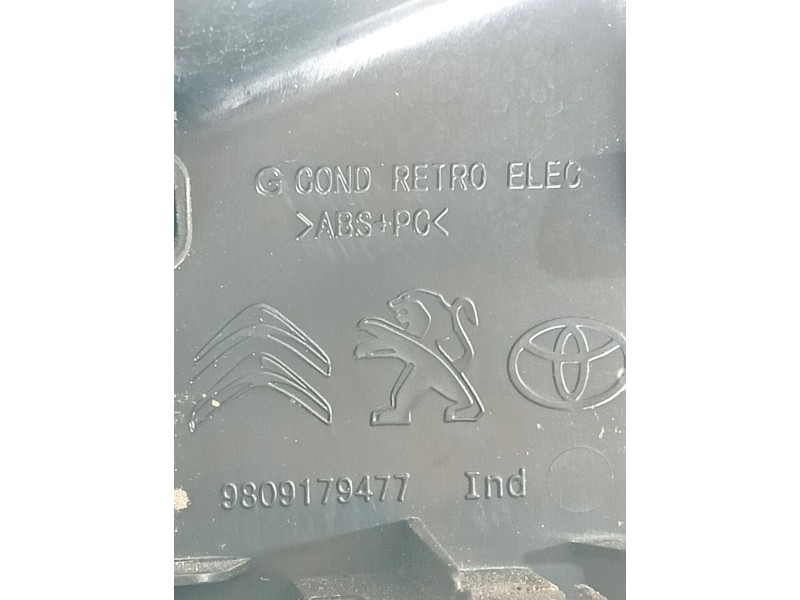 G COND RETRO ELEC
>ABS+PC<
9809179477 Ind